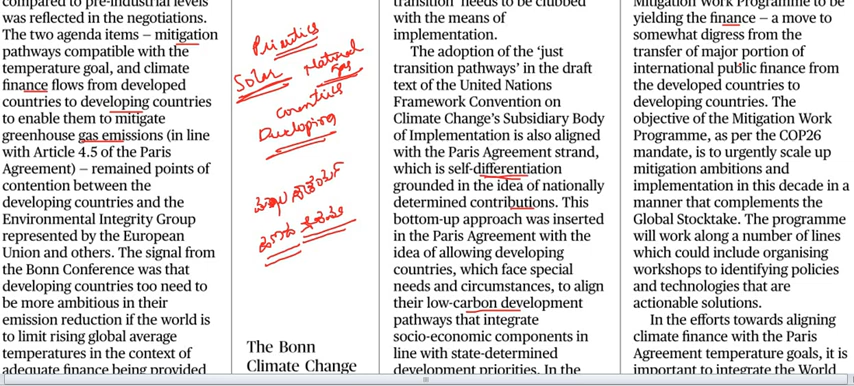 compared to pre-industrial levels
was reflected in the negotiations.
The two agenda items – mitigation
pathways compatible with the
temperature goal, and climate
finance flows from developed
countries to developing countries
to enable them to mitigate
greenhouse gas emissions (in line
with Article 4.5 of the Paris
Agreement) – remained points of
contention between the
developing countries and the
Environmental Integrity Group
represented by the European
Union and others. The signal from
the Bonn Conference was that
developing countries too need to
be more ambitious in their
emission reduction if the world is
to limit rising global average
temperatures in the context of
adequate finance being provided
Solar
Natural
gas
Countries
Developing
The Bonn
Climate Change
transition needs to be clubbed
with the means of
implementation.
The adoption of the ‘just
transition pathways’ in the draft
text of the United Nations
Framework Convention on
Climate Change’s Subsidiary Body
of Implementation is also aligned
with the Paris Agreement strand,
which is self-differentiation
grounded in the idea of nationally
determined contributions. This
bottom-up approach was inserted
in the Paris Agreement with the
idea of allowing developing
countries, which face special
needs and circumstances, to align
their low-carbon development
pathways that integrate
socio-economic components in
line with state-determined
development priorities. In the
Mitigation Work Programme to be
yielding the finance – a move to
somewhat digress from the
transfer of major portion of
international public finance from
the developed countries to
developing countries. The
objective of the Mitigation Work
Programme, as per the COP26
mandate, is to urgently scale up
mitigation ambitions and
implementation in this decade in a
manner that complements the
Global Stocktake. The programme
will work along a number of lines
which could include organising
workshops to identifying policies
and technologies that are
actionable solutions.
In the efforts towards aligning
climate finance with the Paris
Agreement temperature goals, it is
important to integrate the World